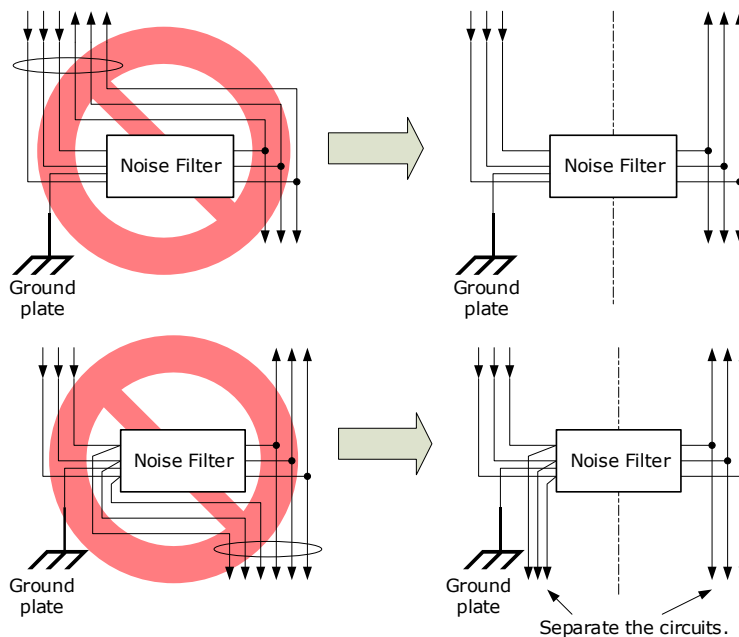 Noise Filter
Noise Filter
Ground
plate
Ground
plate
Noise Filter
Noise Filter
Ground
plate
Ground
plate
Separate the circuits.